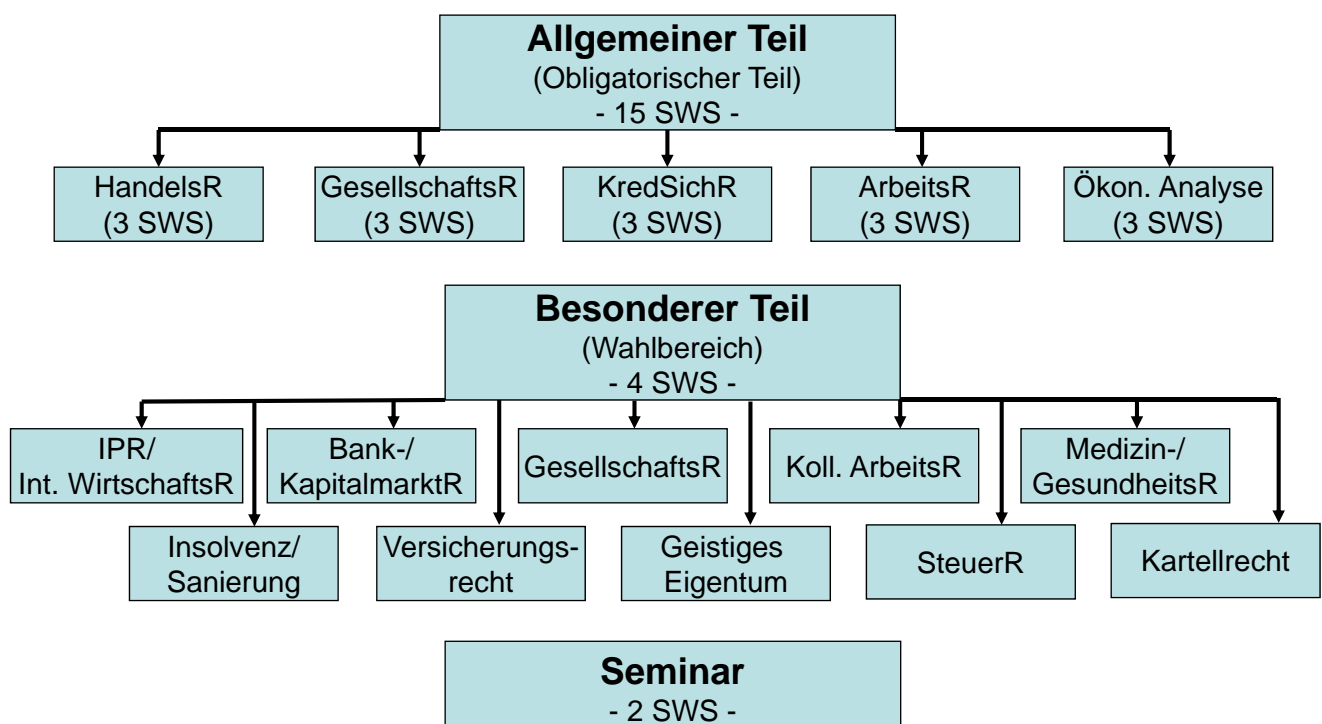 Allgemeiner Teil
(Obligatorischer Teil)
- 15 SWS -
HandelsR
(3 SWS)
GesellschaftsR
(3 SWS)
KredSichR
(3 SWS)
ArbeitsR
(3 SWS)
Ökon. Analyse
(3 SWS)
Besonderer Teil
(Wahlbereich)
- 4 SWS -
IPR/
Int. WirtschaftsR
Bank-/
KapitalmarktR
GesellschaftsR
Koll. ArbeitsR
Medizin-/
GesundheitsR
Insolvenz/
Sanierung
Versicherungs-
recht
Geistiges
Eigentum
SteuerR
Kartellrecht
Seminar
- 2 SWS -